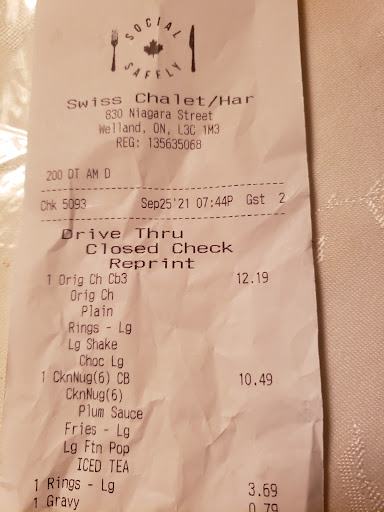 SOCIAL
SAFELY
Swiss Chalet/Har
830 Niagara Street
Welland, ON, L3C 1M3
REG: 135635068
200 DT AM D
Chk 5093 Sep25'21 07:44P Gst 2
Drive Thru
Closed Check
Reprint
1 Orig Ch Cb3 12.19
Orig Ch
Plain
Rings - Lg
Lg Shake
Choc Lg
1 CknNug(6) CB 10.49
CknNug(6)
Plum Sauce
Fries - Lg
Lg Ftn Pop
ICED TEA
1 Rings - Lg 3.69
1 Gravy 0.79